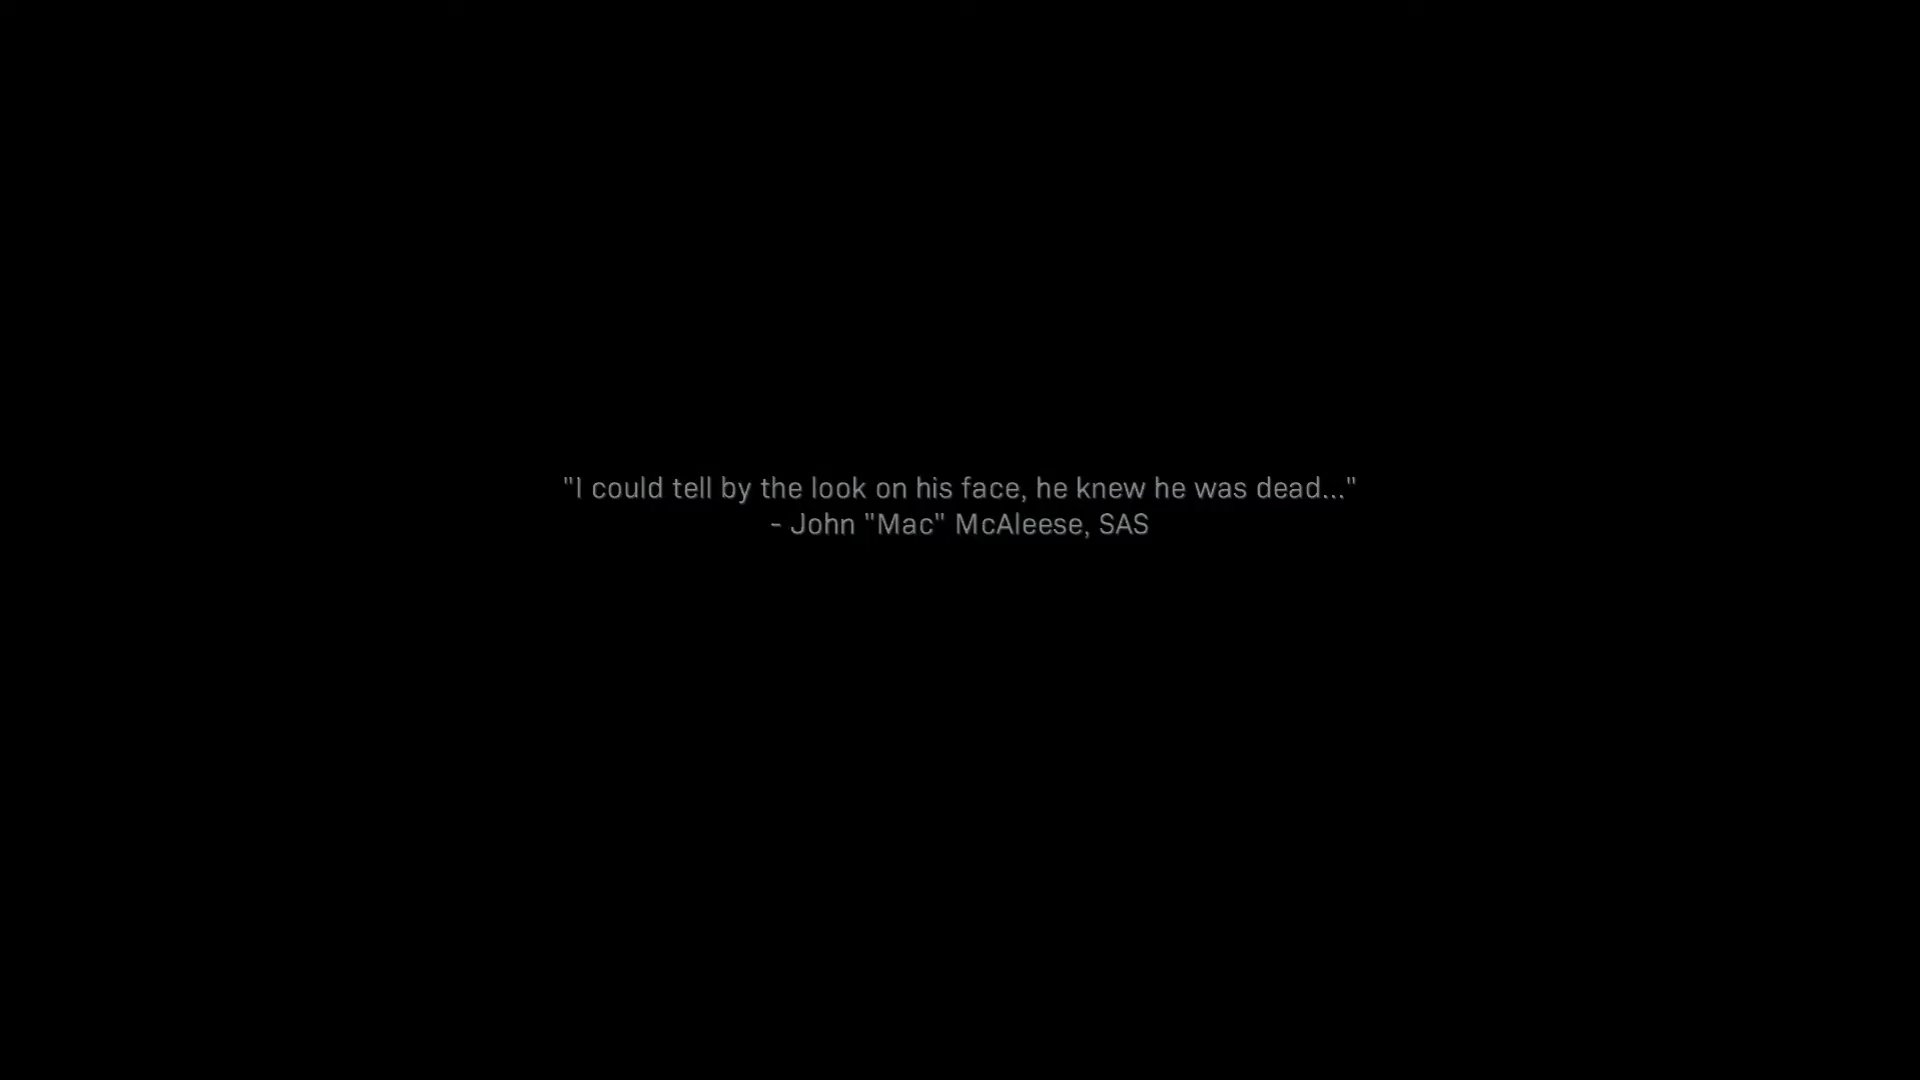 "I could tell by the look on his face, he knew he was dead..."
- John "Mac" McAleese, SAS